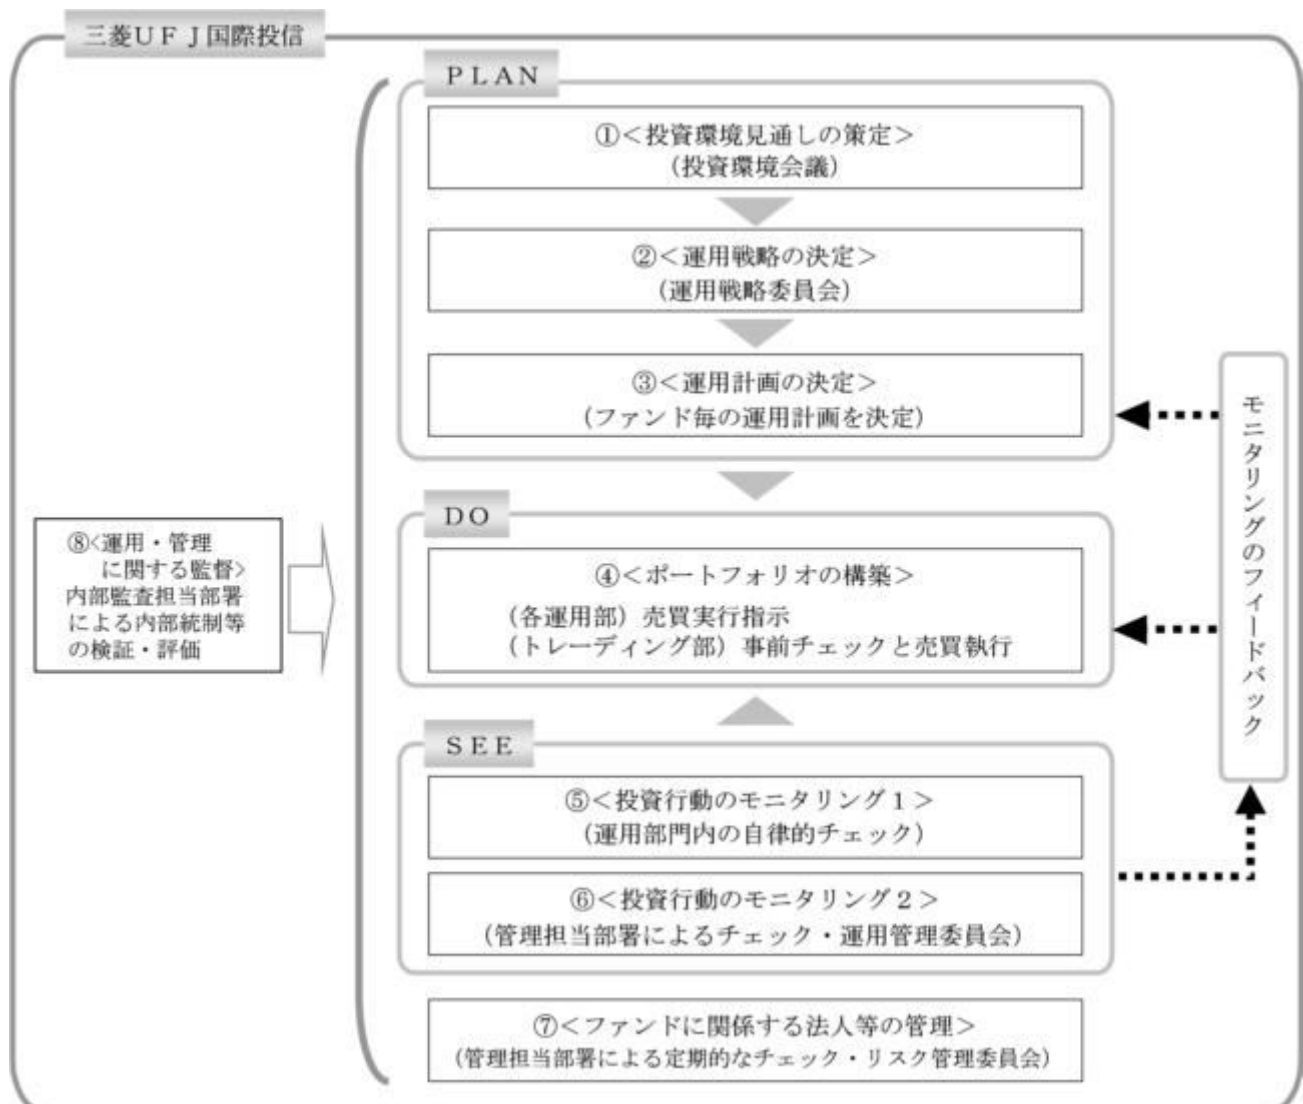 三菱ＵＦＪ国際投信
ＰＬＡＮ
①＜投資環境見通しの策定＞
（投資環境会議）
②＜運用戦略の決定＞
（運用戦略委員会）
③＜運用計画の決定＞
（ファンド毎の運用計画を決定）
ＤＯ
④＜ポートフォリオの構築＞
（各運用部）売買実行指示
（トレーディング部）事前チェックと売買執行
ＳＥＥ
⑤＜投資行動のモニタリング１＞
（運用部門内の自律的チェック）
⑥＜投資行動のモニタリング２＞
（管理担当部署によるチェック・運用管理委員会）
⑦＜ファンドに関係する法人等の管理＞
（管理担当部署による定期的なチェック・リスク管理委員会）
⑧<運用・管理
に関する監督>
内部監査担当部署
による内部統制等
の検証・評価
モニタリングのフィードバック